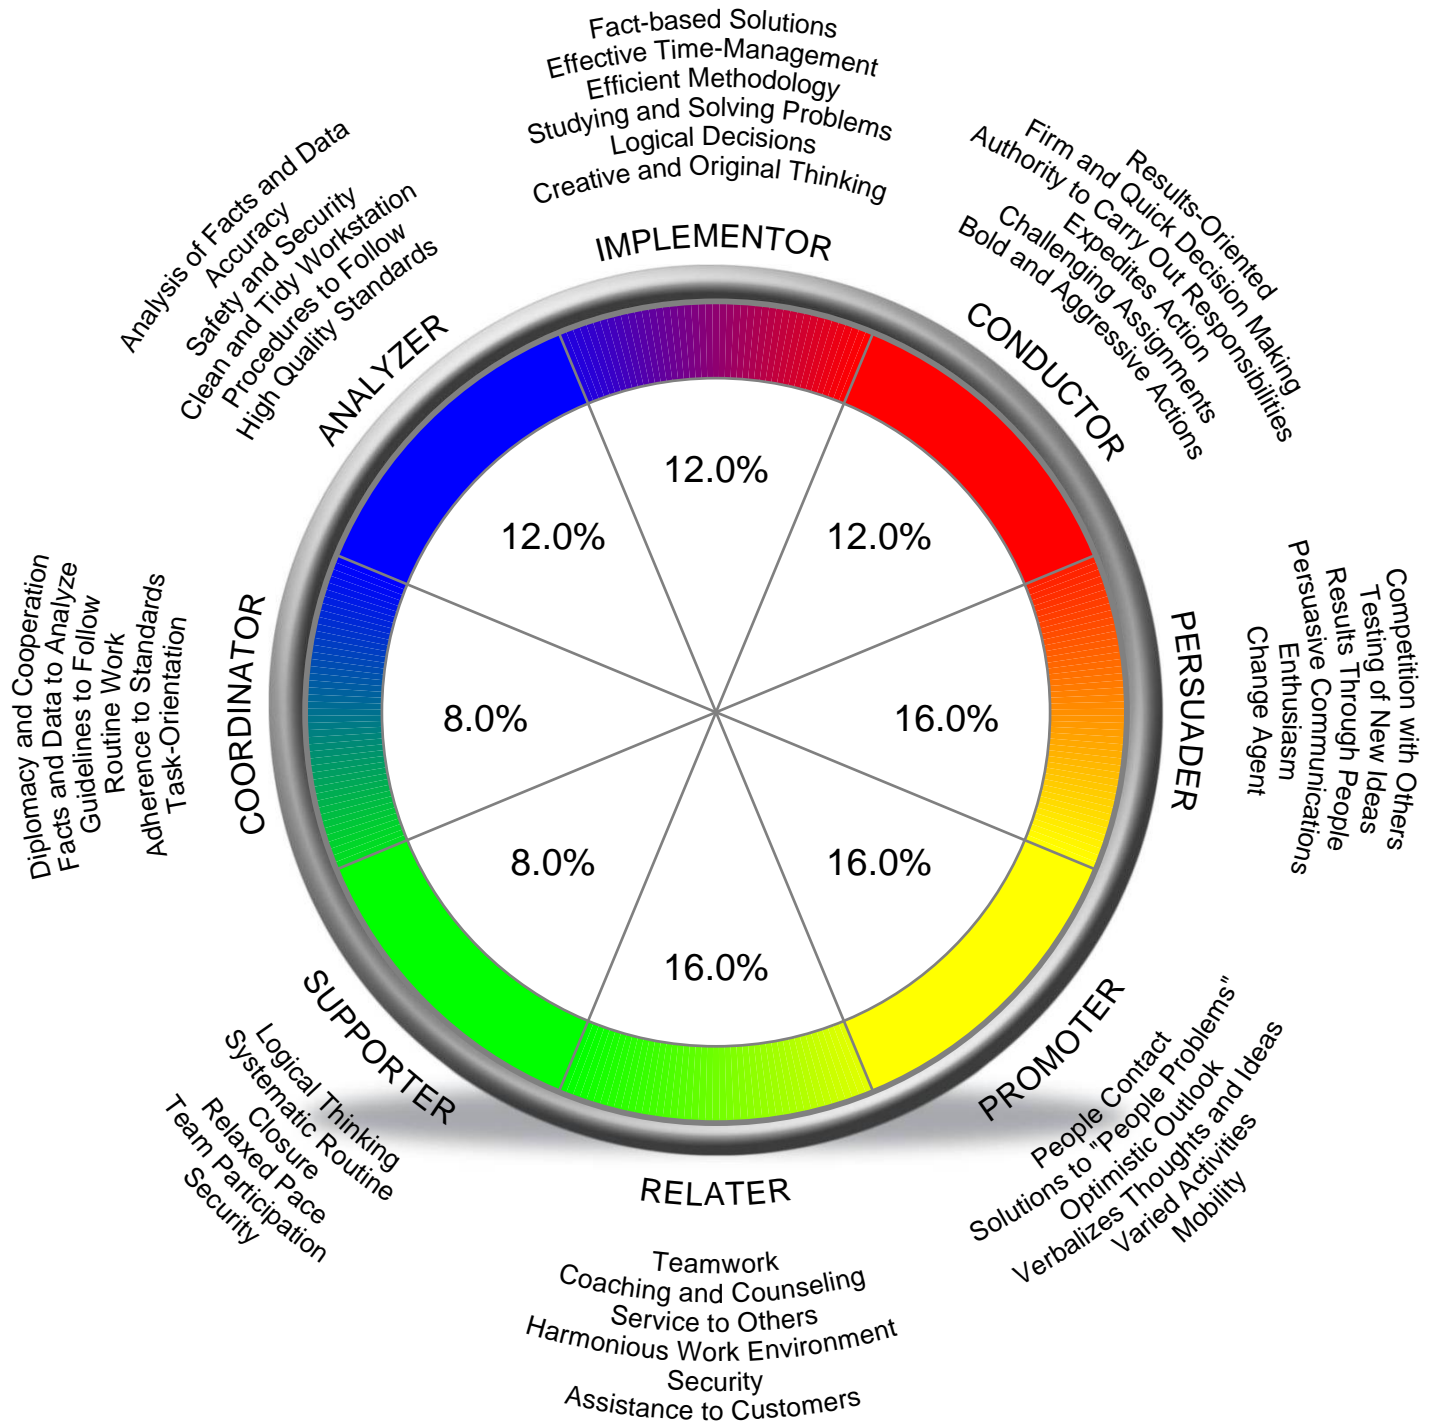 Fact-based Solutions
Effective Time-Management
Efficient Methodology
Studying and Solving Problems
Logical Decisions
Creative and Original Thinking
IMPLEMENTOR
12.0%
Results-Oriented
Firm and Quick Decision Making
Authority to Carry Out Responsibilities
Expedites Action
Challenging Assignments
Bold and Aggressive Actions
CONDUCTOR
12.0%
Competition with Others
Testing of New Ideas
Results Through People
Persuasive Communications
Enthusiasm
Change Agent
PERSUADER
16.0%
PROMOTER
16.0%
People Contact
Solutions to "People Problems"
Optimistic Outlook
Verbalizes Thoughts and Ideas
Varied Activities
Mobility
16.0%
RELATER
Teamwork
Coaching and Counseling
Service to Others
Harmonious Work Environment
Security
Assistance to Customers
8.0%
SUPPORTER
Logical Thinking
Systematic Routine
Closure
Relaxed Pace
Team Participation
Security
Diplomacy and Cooperation
Facts and Data to Analyze
Guidelines to Follow
Routine Work
Adherence to Standards
Task-Orientation
COORDINATOR
8.0%
Analysis of Facts and Data
Accuracy
Safety and Security
Clean and Tidy Workstation
Procedures to Follow
High Quality Standards
ANALYZER
12.0%